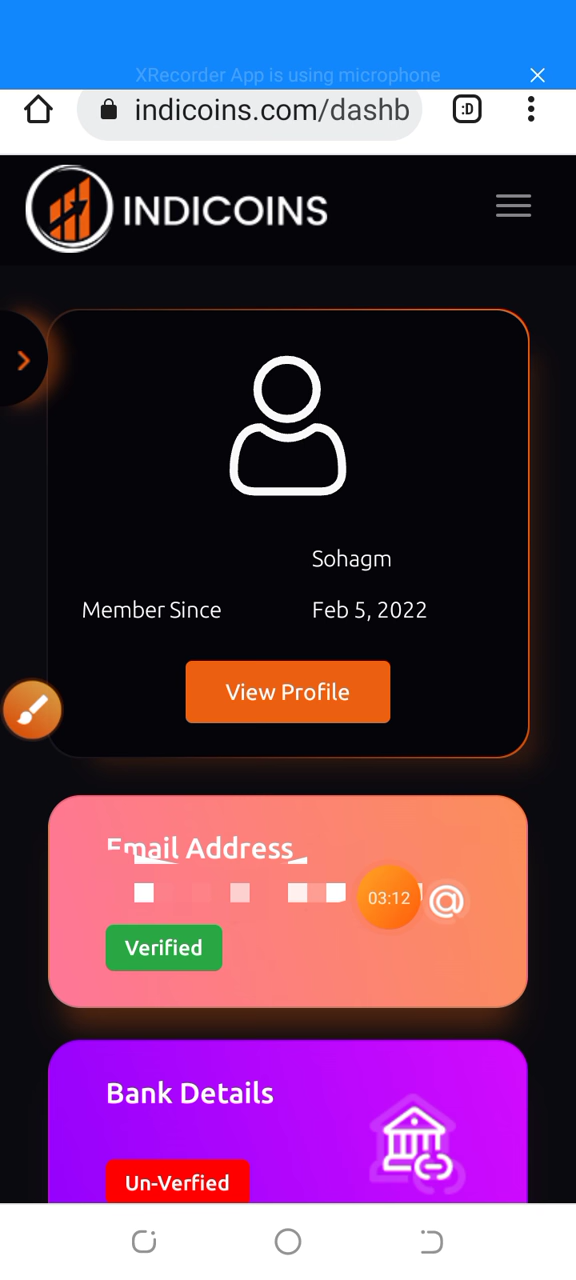 XRecorder App is using microphone
indicoins.com/dashb
:D
INDICOINS
Sohagm
Member Since Feb 5, 2022
View Profile
Email Address
03:12
@
Verified
Bank Details
Un-Verfied